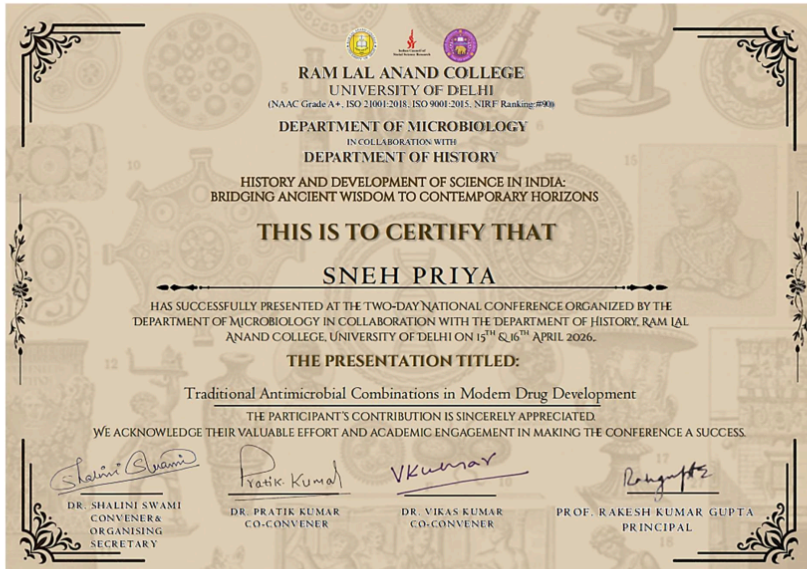 Indian Council of
Social Science Research
RAM LAL ANAND COLLEGE
UNIVERSITY OF DELHI
(NAAC Grade A+, ISO 21001:2018, ISO 9001:2015, NIRF Ranking:#90)
DEPARTMENT OF MICROBIOLOGY
IN COLLABORATION WITH
DEPARTMENT OF HISTORY
HISTORY AND DEVELOPMENT OF SCIENCE IN INDIA:
BRIDGING ANCIENT WISDOM TO CONTEMPORARY HORIZONS
THIS IS TO CERTIFY THAT
SNEH PRIYA
HAS SUCCESSFULLY PRESENTED AT THE TWO-DAY NATIONAL CONFERENCE ORGANIZED BY THE
DEPARTMENT OF MICROBIOLOGY IN COLLABORATION WITH THE DEPARTMENT OF HISTORY, RAM LAL
ANAND COLLEGE, UNIVERSITY OF DELHI ON 15TH & 16TH APRIL 2026.
THE PRESENTATION TITLED:
Traditional Antimicrobial Combinations in Modern Drug Development
THE PARTICIPANT'S CONTRIBUTION IS SINCERELY APPRECIATED.
WE ACKNOWLEDGE THEIR VALUABLE EFFORT AND ACADEMIC ENGAGEMENT IN MAKING THE CONFERENCE A SUCCESS.
Shalini Swami
Pratik Kumar
VKumar
DR. SHALINI SWAMI
CONVENER&
ORGANISING
SECRETARY
DR. PRATIK KUMAR
CO-CONVENER
DR. VIKAS KUMAR
CO-CONVENER
PROF. RAKESH KUMAR GUPTA
PRINCIPAL